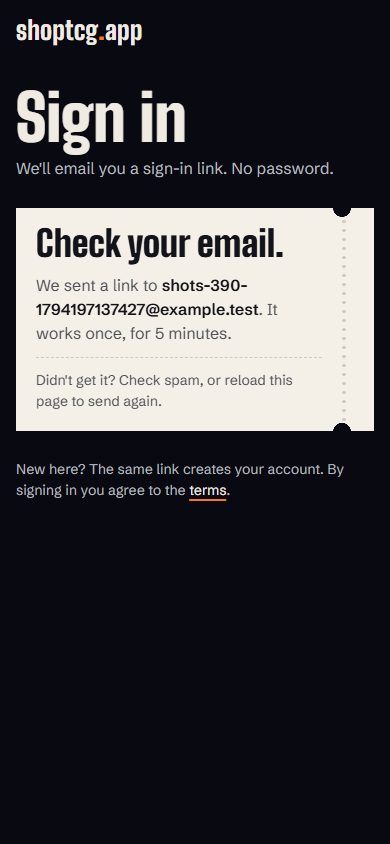 shoptcg.app
Sign in
We'll email you a sign-in link. No password.
Check your email.
We sent a link to shots-390-
1794197137427@example.test. It
works once, for 5 minutes.
Didn't get it? Check spam, or reload this
page to send again.
New here? The same link creates your account. By
signing in you agree to the terms.